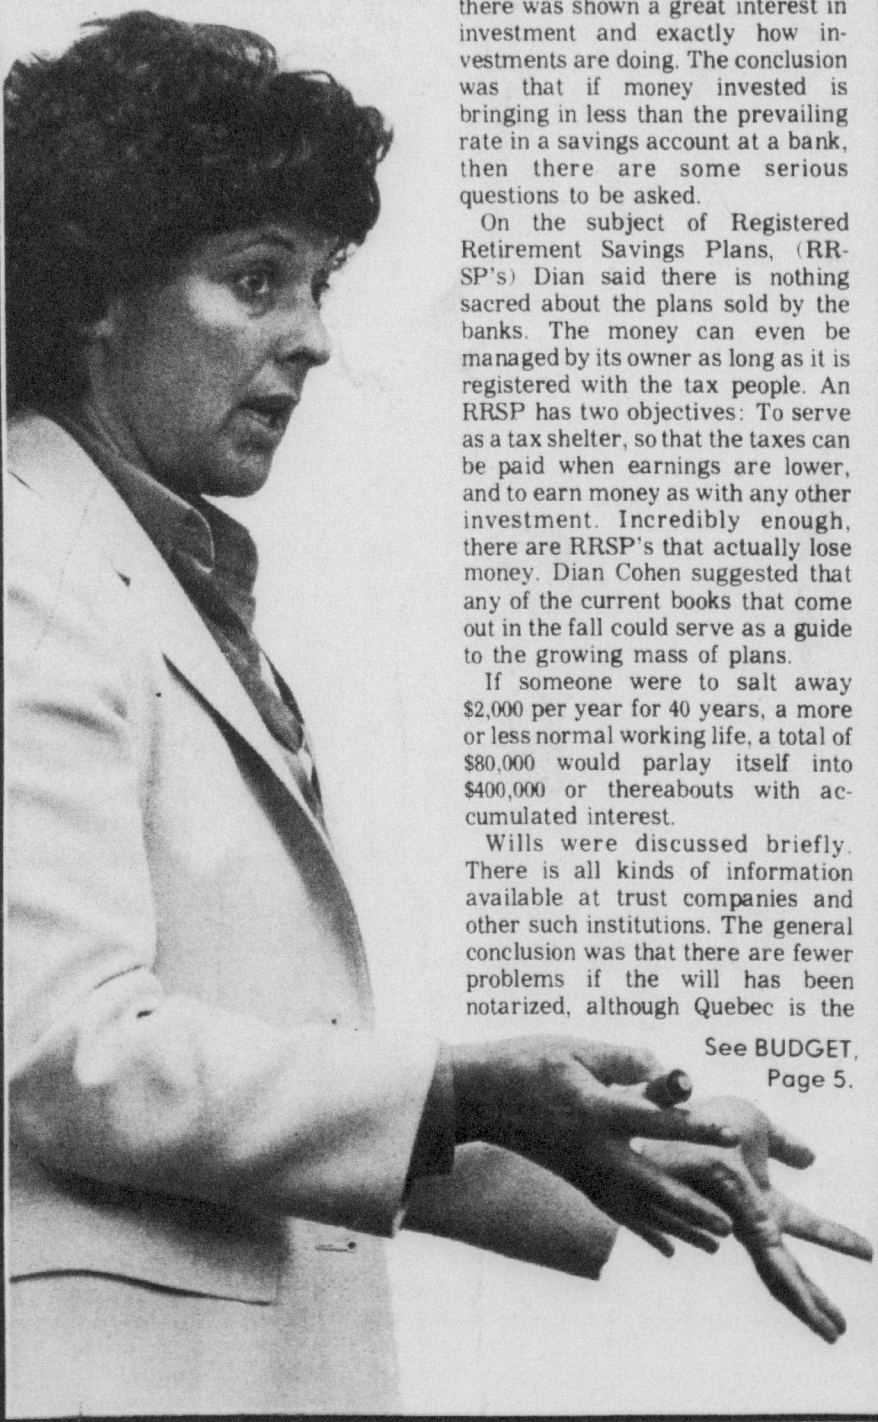 there was shown a great interest in
investment and exactly how in-
vestments are doing. The conclusion
was that if money invested is
bringing in less than the prevailing
rate in a savings account at a bank,
then there are some serious
questions to be asked.
On the subject of Registered
Retirement Savings Plans, (RR-
SP's) Dian said there is nothing
sacred about the plans sold by the
banks. The money can even be
managed by its owner as long as it is
registered with the tax people. An
RRSP has two objectives: To serve
as a tax shelter, so that the taxes can
be paid when earnings are lower,
and to earn money as with any other
investment. Incredibly enough,
there are RRSP's that actually lose
money. Dian Cohen suggested that
any of the current books that come
out in the fall could serve as a guide
to the growing mass of plans.
If someone were to salt away
$2,000 per year for 40 years, a more
or less normal working life, a total of
$80,000 would parlay itself into
$400,000 or thereabouts with ac-
cumulated interest.
Wills were discussed briefly.
There is all kinds of information
available at trust companies and
other such institutions. The general
conclusion was that there are fewer
problems if the will has been
notarized, although Quebec is the
See BUDGET,
Page 5.